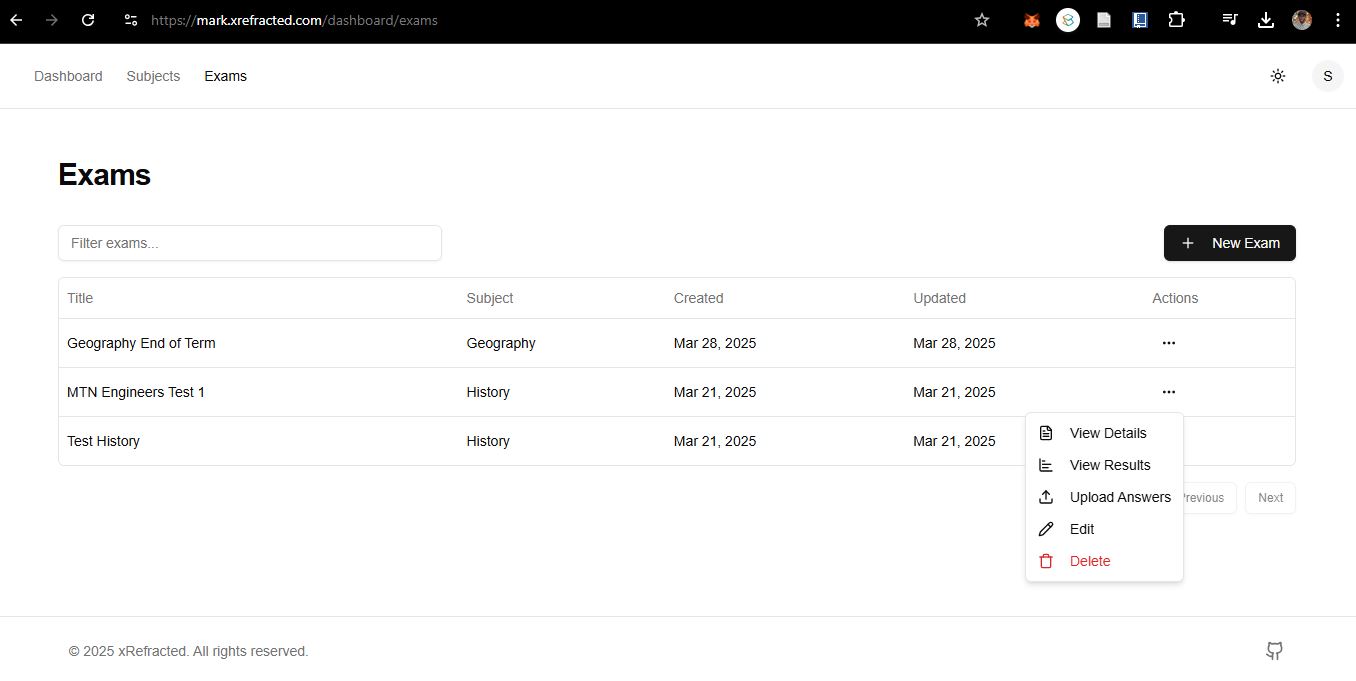 https://mark.xrefracted.com/dashboard/exams
Dashboard Subjects Exams
S
Exams
Filter exams...
New Exam
Title Subject Created Updated Actions
Geography End of Term Geography Mar 28, 2025 Mar 28, 2025
MTN Engineers Test 1 History Mar 21, 2025 Mar 21, 2025
Test History History Mar 21, 2025 Mar 21, 2025
View Details
View Results
Upload Answers
Edit
Delete
revious Next
© 2025 xRefracted. All rights reserved.